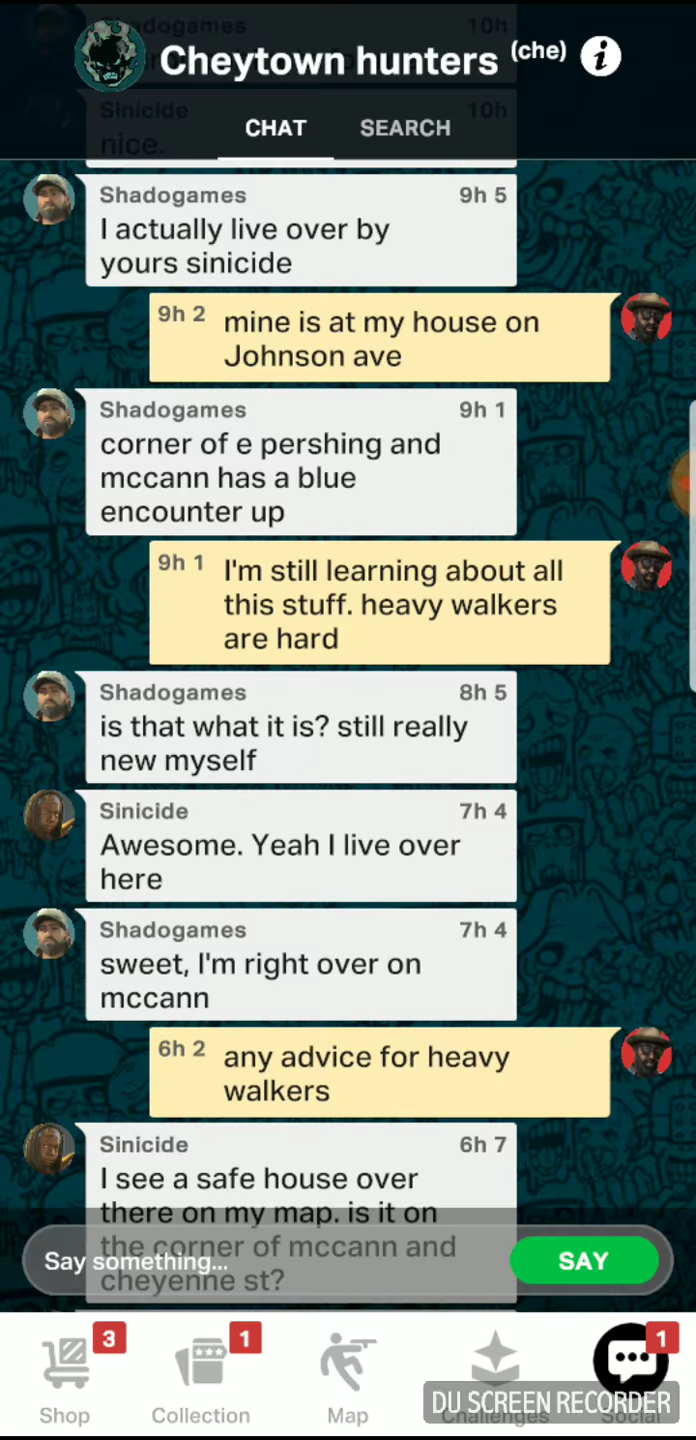 Shadogames 10h
Cheytown hunters (che) i
Sinicide 10h
CHAT SEARCH
nice.
Shadogames 9h 5
I actually live over by
yours sinicide
9h 2 mine is at my house on
Johnson ave
Shadogames 9h 1
corner of e pershing and
mccann has a blue
encounter up
9h 1 I'm still learning about all
this stuff. heavy walkers
are hard
Shadogames 8h 5
is that what it is? still really
new myself
Sinicide 7h 4
Awesome. Yeah I live over
here
Shadogames 7h 4
sweet, I'm right over on
mccann
6h 2 any advice for heavy
walkers
Sinicide 6h 7
I see a safe house over
there on my map. is it on
the corner of mccann and
Say something... SAY
cheyenne st?
3 1 1
DU SCREEN RECORDER
Shop Collection Map Challenges Social